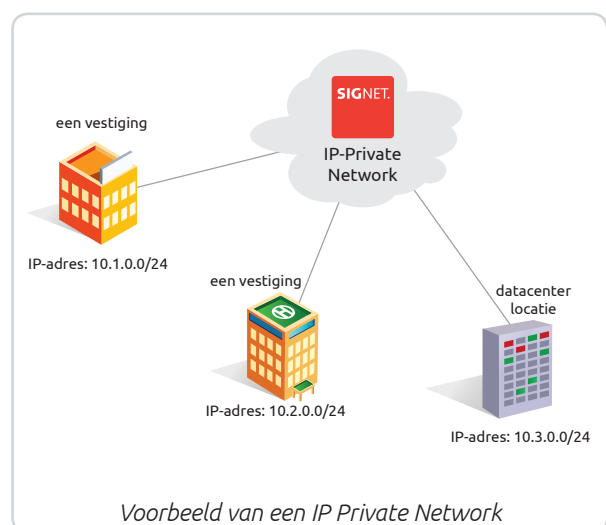 SIGNET.
IP-Private
Network
een vestiging
IP-adres: 10.1.0.0/24
een vestiging
H
IP-adres: 10.2.0.0/24
datacenter
locatie
IP-adres: 10.3.0.0/24
Voorbeeld van een IP Private Network